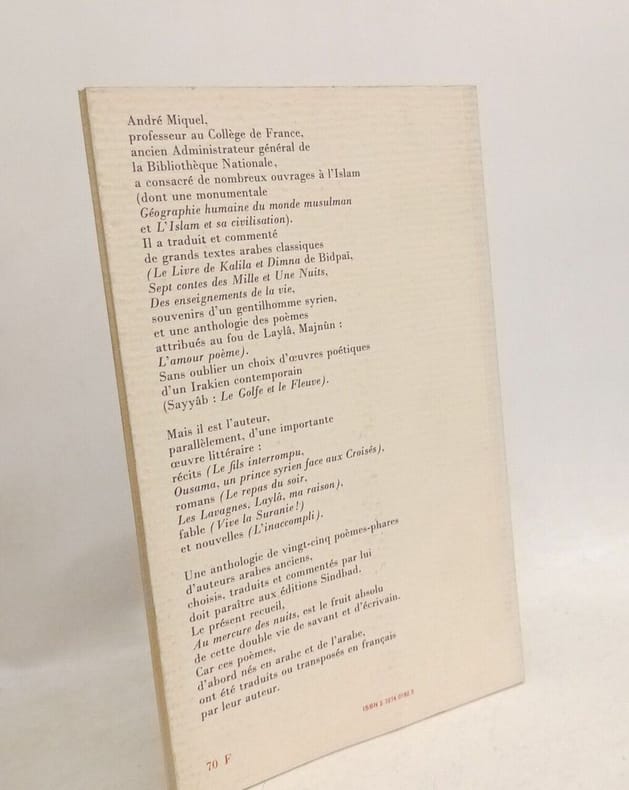 André Miquel,
professeur au Collège de France,
ancien Administrateur général de
la Bibliothèque Nationale,
a consacré de nombreux ouvrages à l'Islam
(dont une monumentale
Géographie humaine du monde musulman
et L'Islam et sa civilisation).
Il a traduit et commenté
de grands textes arabes classiques
(Le Livre de Kalila et Dimna de Bidpaï,
Sept contes des Mille et Une Nuits,
Des enseignements de la vie,
souvenirs d'un gentilhomme syrien,
et une anthologie des poèmes
attribués au fou de Laylâ, Majnûn :
L'amour poème).
Sans oublier un choix d'œuvres poétiques
d'un Irakien contemporain
(Sayyâb : Le Golfe et le Fleuve).
Mais il est l'auteur,
parallèlement, d'une importante
œuvre littéraire :
récits (Le fils interrompu,
Ousama, un prince syrien face aux Croisés),
romans (Le repas du soir,
Les Lavagnes, Laylâ, ma raison),
fable (Vive la Suranie!)
et nouvelles (L'inaccompli).
Une anthologie de vingt-cinq poèmes-phares
d'auteurs arabes anciens,
choisis, traduits et commentés par lui
doit paraître aux éditions Sindbad.
Le présent recueil,
Au mercure des nuits, est le fruit absolu
de cette double vie de savant et d'écrivain.
Car ces poèmes,
d'abord nés en arabe et de l'arabe,
ont été traduits ou transposés en français
par leur auteur.
ISBN 2 7274
70 F